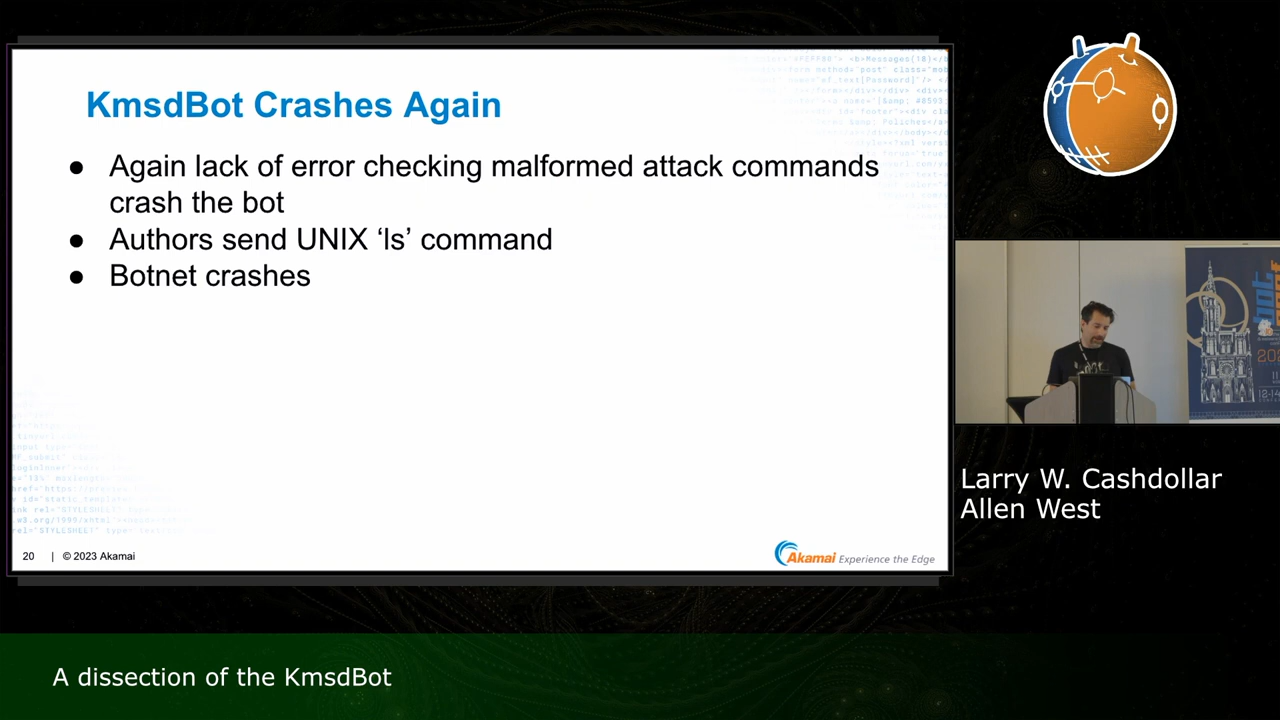 KmsdBot Crashes Again
● Again lack of error checking malformed attack commands
crash the bot
● Authors send UNIX ‘ls’ command
● Botnet crashes
20 | © 2023 Akamai
Akamai Experience the Edge
Larry W. Cashdollar
Allen West
A dissection of the KmsdBot